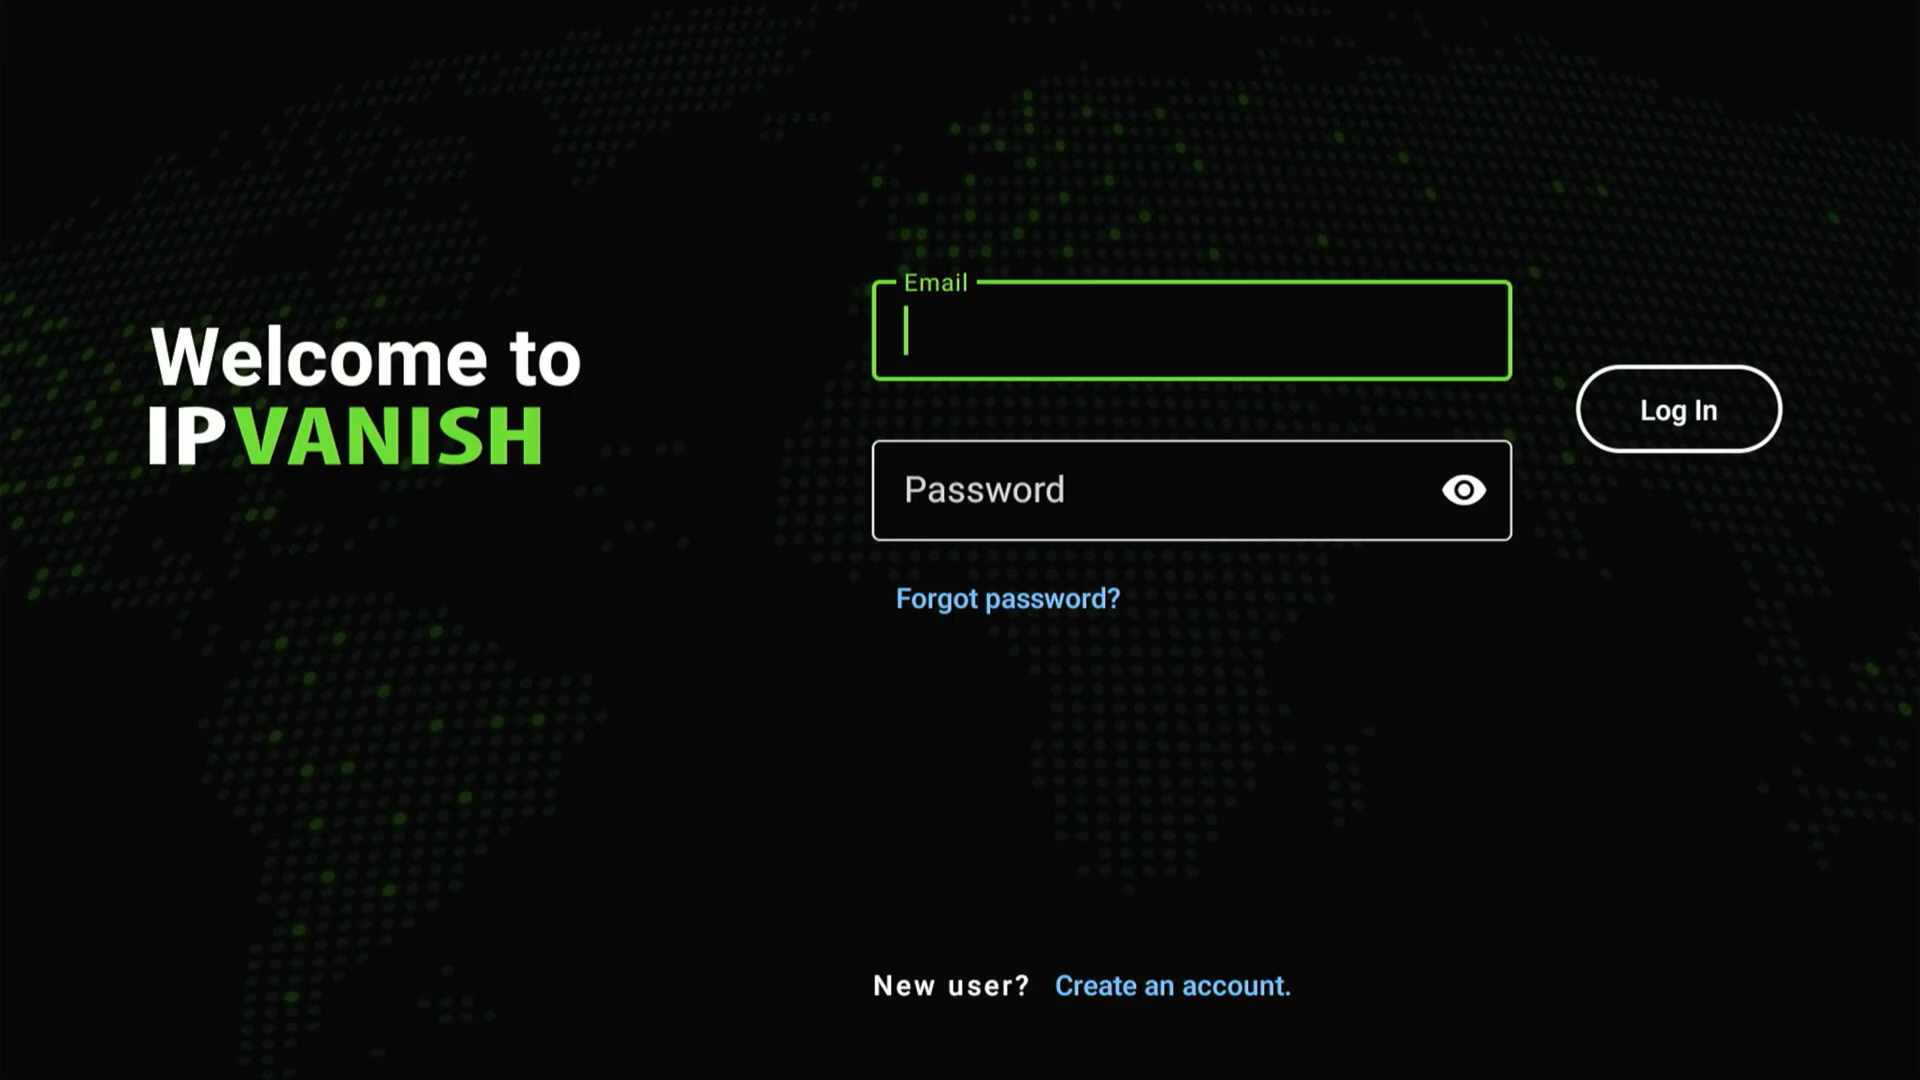 Welcome to
IPVANISH
Email
Password
Log In
Forgot password?
New user? Create an account.